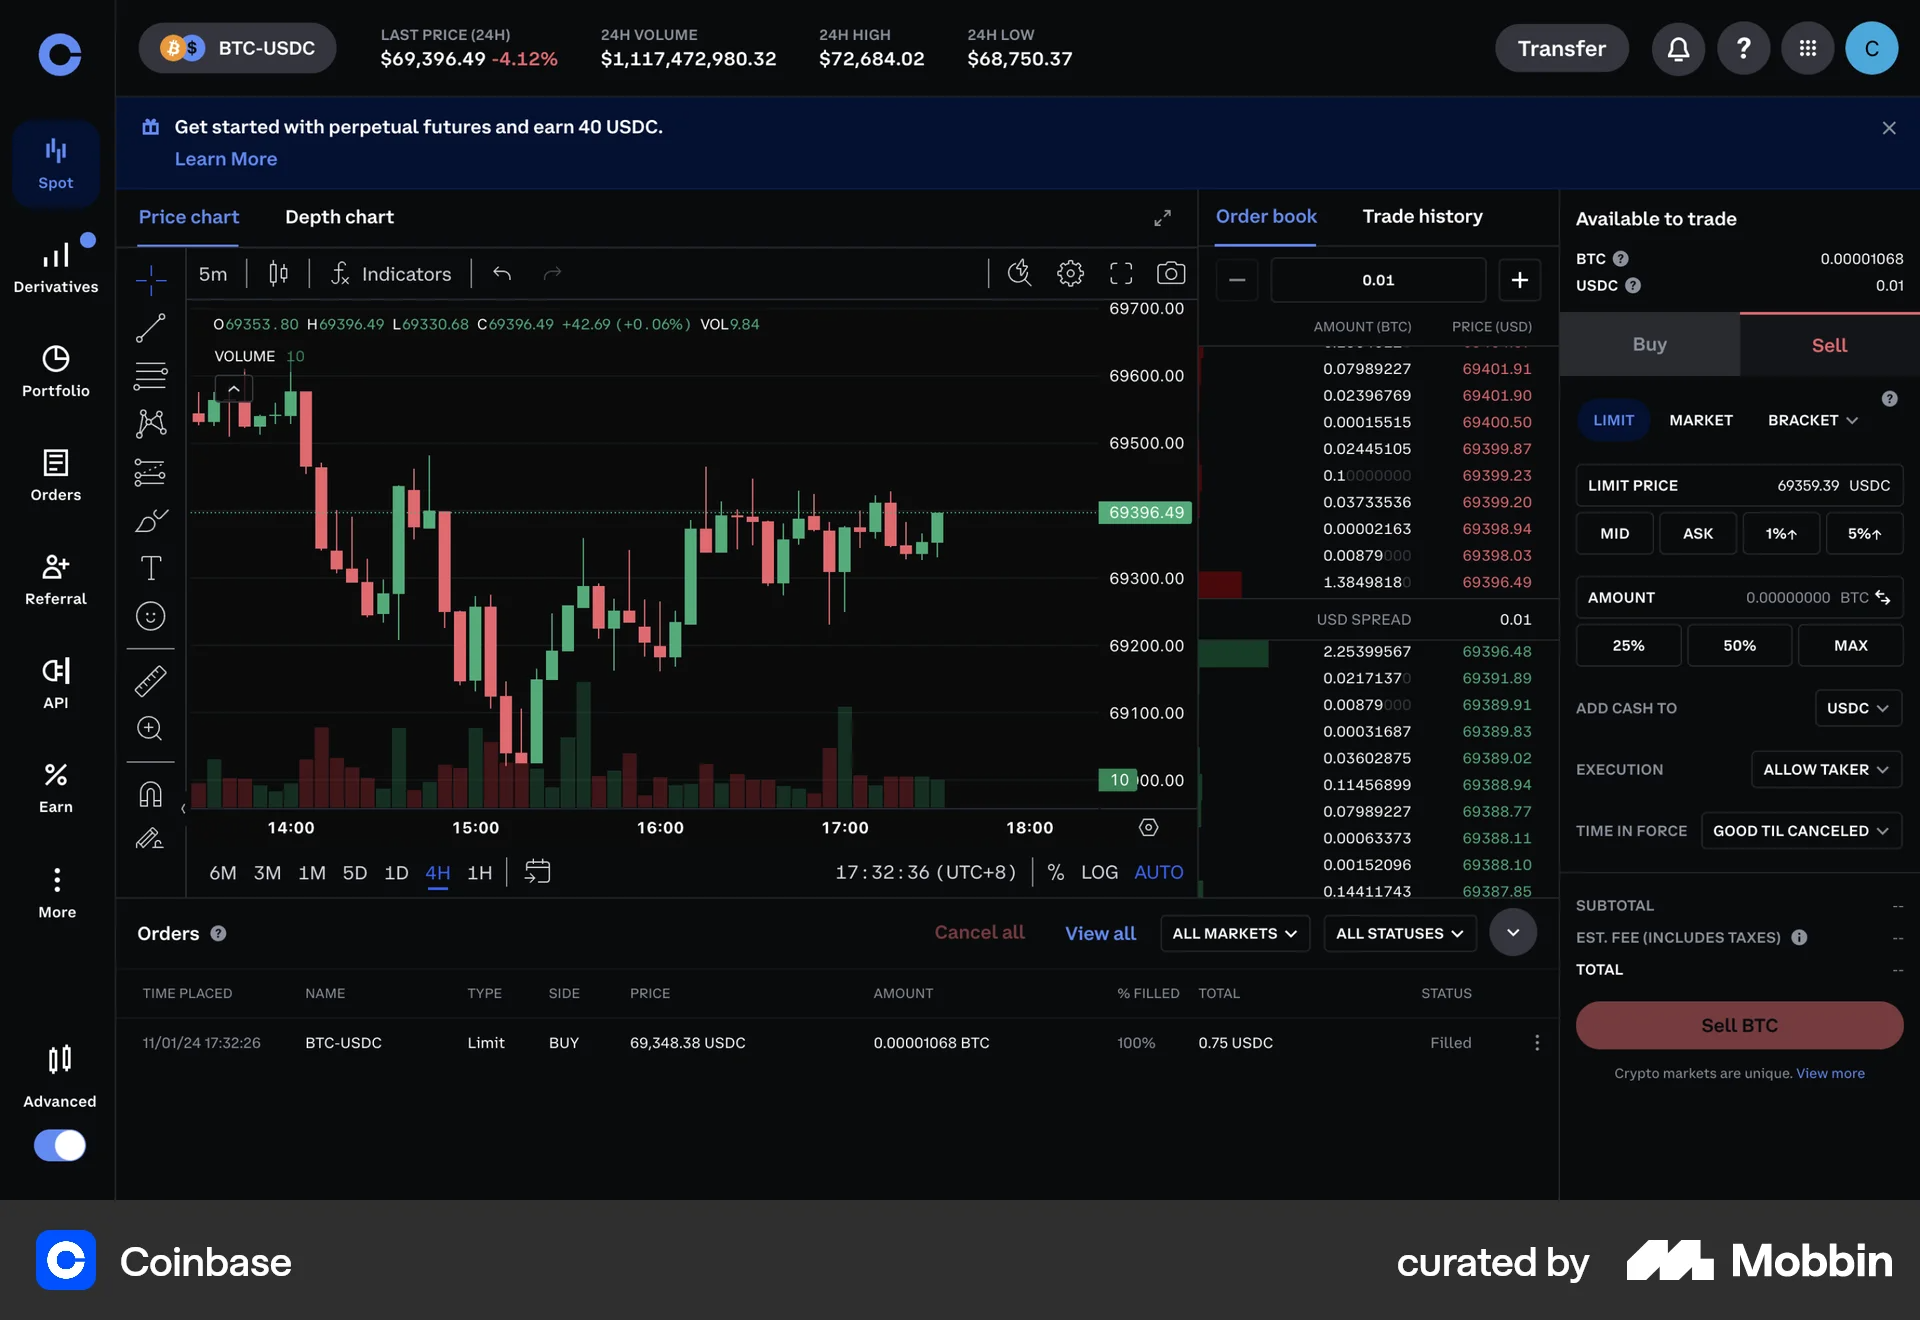 BTC-USDC
LAST PRICE (24H)
$69,396.49 -4.12%
24H VOLUME
$1,117,472,980.32
24H HIGH
$72,684.02
24H LOW
$68,750.37
Transfer
?
C
Get started with perpetual futures and earn 40 USDC.
Learn More
Spot
Derivatives
Portfolio
Orders
Referral
API
Earn
More
Advanced
Price chart
Depth chart
5m
Indicators
O69353.80 H69396.49 L69330.68 C69396.49 +42.69 (+0.06%) VOL9.84
VOLUME 10
69700.00
69600.00
69500.00
69396.49
69300.00
69200.00
69100.00
10
00.00
14:00
15:00
16:00
17:00
18:00
6M 3M 1M 5D 1D 4H 1H
17:32:36 (UTC+8)
% LOG AUTO
Order book
Trade history
0.01
AMOUNT (BTC) PRICE (USD)
0.07989227 69401.91
0.02396769 69401.90
0.00015515 69400.50
0.02445105 69399.87
0.10000000 69399.23
0.03733536 69399.20
0.00002163 69398.94
0.00879000 69398.03
1.38498180 69396.49
USD SPREAD 0.01
2.25399567 69396.48
0.02171370 69391.89
0.00879000 69389.91
0.00031687 69389.83
0.03602875 69389.02
0.11456899 69388.94
0.07989227 69388.77
0.00063373 69388.11
0.00152096 69388.10
0.14411743 69387.85
Available to trade
BTC ? 0.00001068
USDC ? 0.01
Buy
Sell
?
LIMIT
MARKET
BRACKET
LIMIT PRICE 69359.39 USDC
MID
ASK
1%↑
5%↑
AMOUNT 0.00000000 BTC
25%
50%
MAX
ADD CASH TO USDC
EXECUTION ALLOW TAKER
TIME IN FORCE GOOD TIL CANCELED
SUBTOTAL --
EST. FEE (INCLUDES TAXES) --
TOTAL --
Sell BTC
Crypto markets are unique. View more
Orders ?
Cancel all
View all
ALL MARKETS
ALL STATUSES
TIME PLACED NAME TYPE SIDE PRICE AMOUNT % FILLED TOTAL STATUS
11/01/24 17:32:26 BTC-USDC Limit BUY 69,348.38 USDC 0.00001068 BTC 100% 0.75 USDC Filled
Coinbase
curated by
Mobbin